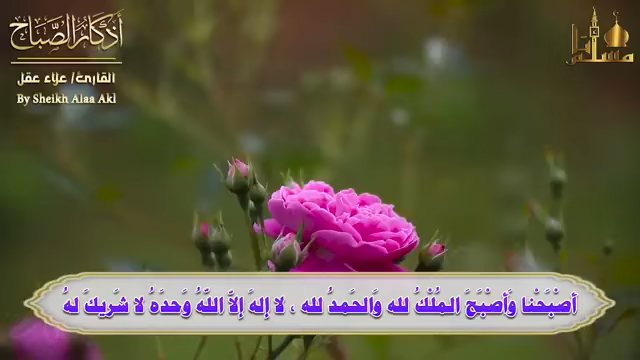 أذكار الصباح
القارئ/ علاء عقل
By Sheikh Alaa Akl
أَصْبَحْنا وَأَصْبَحَ المُلْكُ لله وَالحَمدُ لله ، لا إلهَ إلاَّ اللَّهُ وَحدَهُ لا شَريكَ لهُ